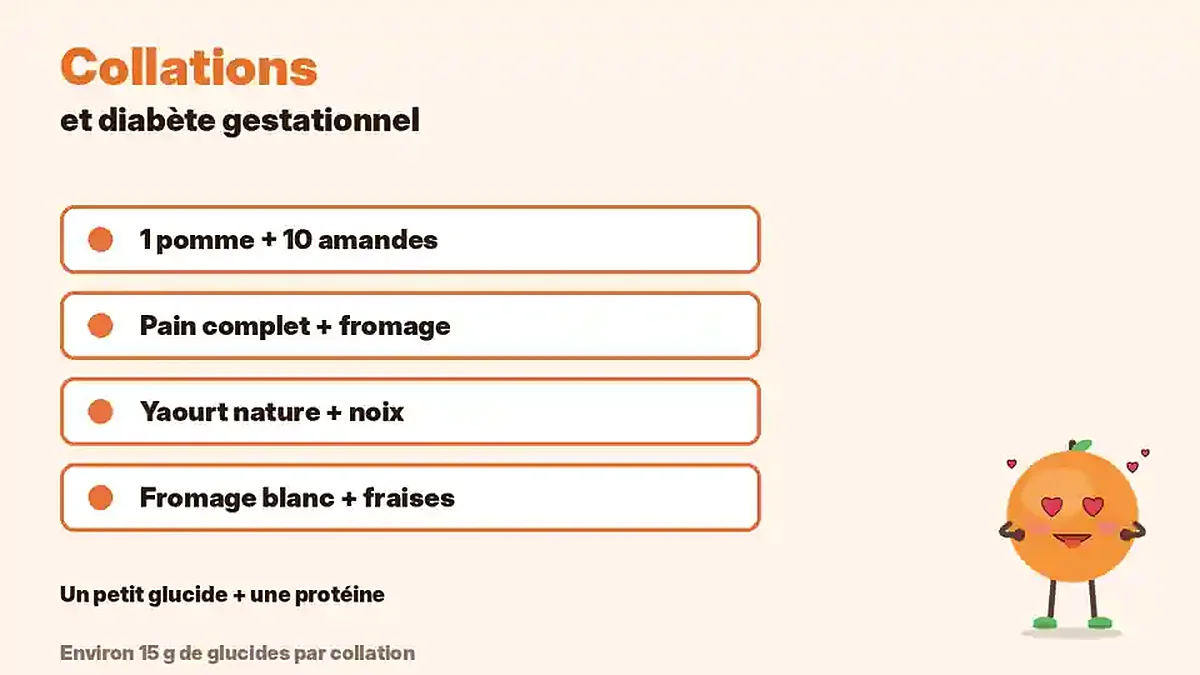 Collations
et diabète gestationnel
1 pomme + 10 amandes
Pain complet + fromage
Yaourt nature + noix
Fromage blanc + fraises
Un petit glucide + une protéine
Environ 15 g de glucides par collation